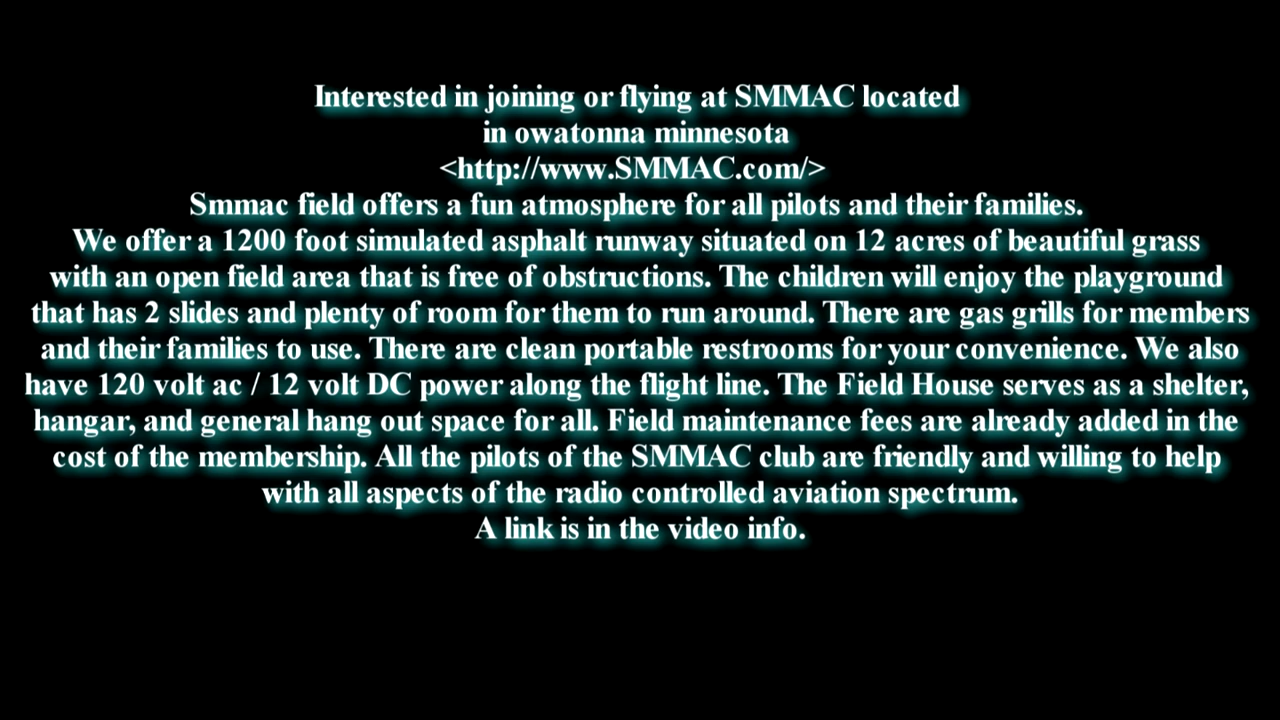 Interested in joining or flying at SMMAC located
in owatonna minnesota
<http://www.SMMAC.com/>
Smmac field offers a fun atmosphere for all pilots and their families.
We offer a 1200 foot simulated asphalt runway situated on 12 acres of beautiful grass
with an open field area that is free of obstructions. The children will enjoy the playground
that has 2 slides and plenty of room for them to run around. There are gas grills for members
and their families to use. There are clean portable restrooms for your convenience. We also
have 120 volt ac / 12 volt DC power along the flight line. The Field House serves as a shelter,
hangar, and general hang out space for all. Field maintenance fees are already added in the
cost of the membership. All the pilots of the SMMAC club are friendly and willing to help
with all aspects of the radio controlled aviation spectrum.
A link is in the video info.